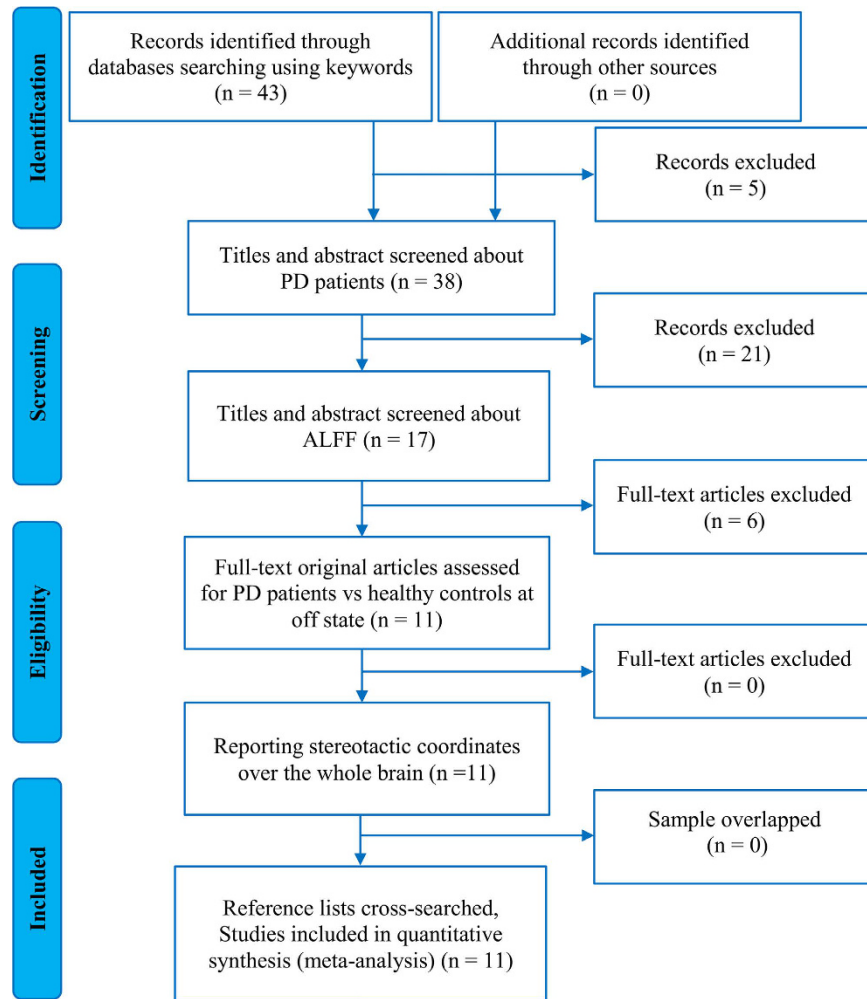 Identification
Records identified through
databases searching using keywords
(n = 43)
Additional records identified
through other sources
(n = 0)
Records excluded
(n = 5)
Titles and abstract screened about
PD patients (n = 38)
Screening
Records excluded
(n = 21)
Titles and abstract screened about
ALFF (n = 17)
Full-text articles excluded
(n = 6)
Eligibility
Full-text original articles assessed
for PD patients vs healthy controls at
off state (n = 11)
Full-text articles excluded
(n = 0)
Reporting stereotactic coordinates
over the whole brain (n =11)
Included
Sample overlapped
(n = 0)
Reference lists cross-searched,
Studies included in quantitative
synthesis (meta-analysis) (n = 11)